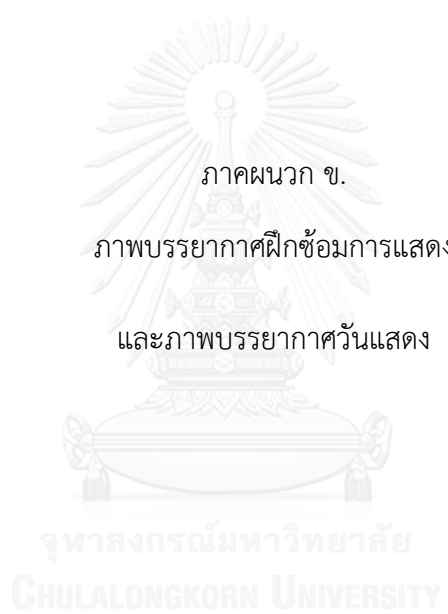 ภาคผนวก ข.
ภาพบรรยากาศฝึกซ้อมการแสดง
และภาพบรรยากาศวันแสดง
จุฬาลงกรณ์มหาวิทยาลัย
CHULALONGKORN UNIVERSITY